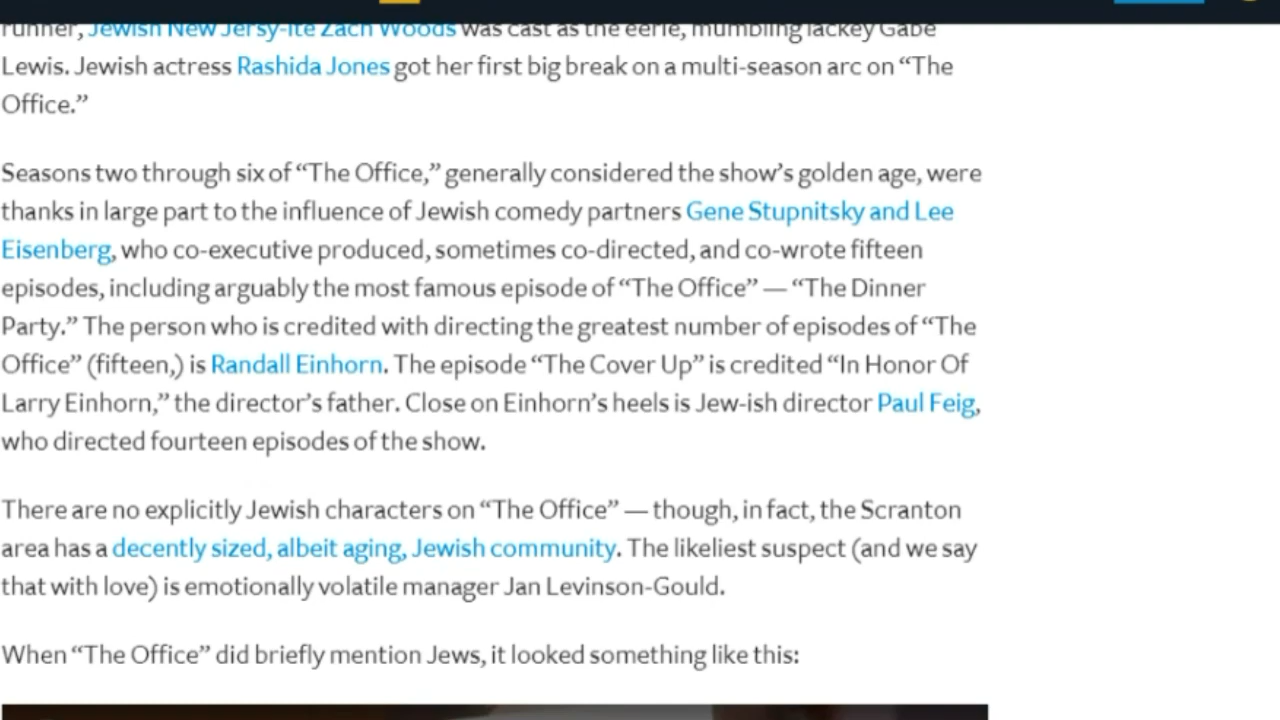 runner, Jewish New Jersy-ite Zach Woods was cast as the eerie, mumbling lackey Gabe
Lewis. Jewish actress Rashida Jones got her first big break on a multi-season arc on “The
Office.”
Seasons two through six of “The Office,” generally considered the show’s golden age, were
thanks in large part to the influence of Jewish comedy partners Gene Stupnitsky and Lee
Eisenberg, who co-executive produced, sometimes co-directed, and co-wrote fifteen
episodes, including arguably the most famous episode of “The Office” — “The Dinner
Party.” The person who is credited with directing the greatest number of episodes of “The
Office” (fifteen,) is Randall Einhorn. The episode “The Cover Up” is credited “In Honor Of
Larry Einhorn,” the director’s father. Close on Einhorn’s heels is Jew-ish director Paul Feig,
who directed fourteen episodes of the show.
There are no explicitly Jewish characters on “The Office” — though, in fact, the Scranton
area has a decently sized, albeit aging, Jewish community. The likeliest suspect (and we say
that with love) is emotionally volatile manager Jan Levinson-Gould.
When “The Office” did briefly mention Jews, it looked something like this: